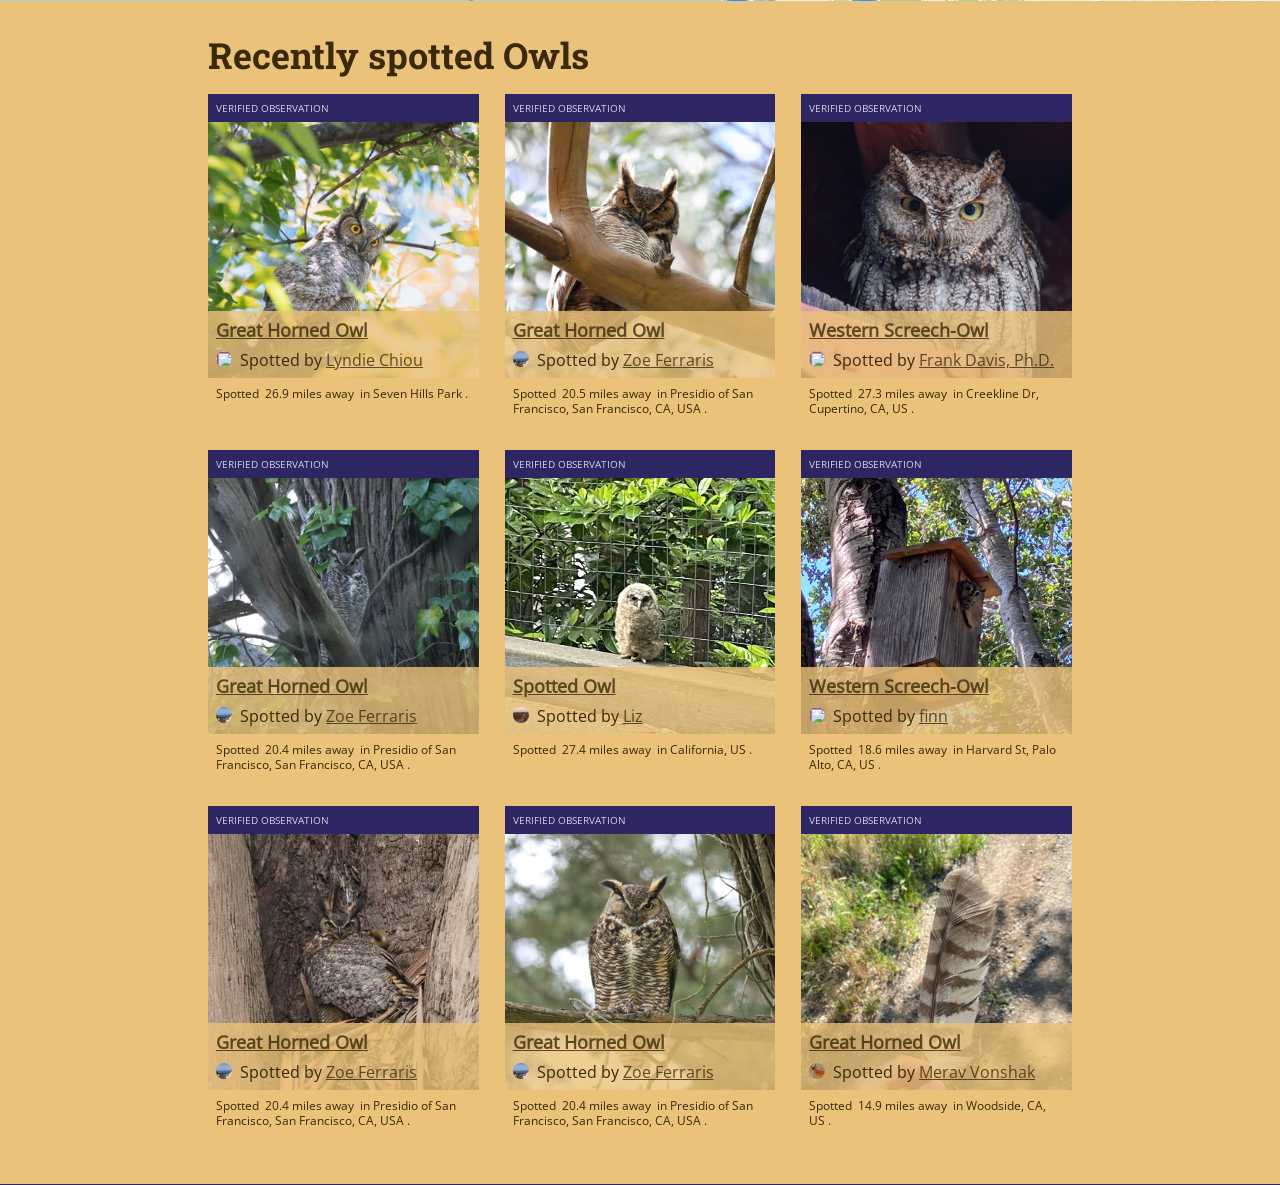 Recently spotted Owls
VERIFIED OBSERVATION
Great Horned Owl
Spotted by Lyndie Chiou
Spotted 26.9 miles away in Seven Hills Park .
VERIFIED OBSERVATION
Great Horned Owl
Spotted by Zoe Ferraris
Spotted 20.5 miles away in Presidio of San
Francisco, San Francisco, CA, USA .
VERIFIED OBSERVATION
Western Screech-Owl
Spotted by Frank Davis, Ph.D.
Spotted 27.3 miles away in Creekline Dr,
Cupertino, CA, US .
VERIFIED OBSERVATION
Great Horned Owl
Spotted by Zoe Ferraris
Spotted 20.4 miles away in Presidio of San
Francisco, San Francisco, CA, USA .
VERIFIED OBSERVATION
Spotted Owl
Spotted by Liz
Spotted 27.4 miles away in California, US .
VERIFIED OBSERVATION
Western Screech-Owl
Spotted by finn
Spotted 18.6 miles away in Harvard St, Palo
Alto, CA, US .
VERIFIED OBSERVATION
Great Horned Owl
Spotted by Zoe Ferraris
Spotted 20.4 miles away in Presidio of San
Francisco, San Francisco, CA, USA .
VERIFIED OBSERVATION
Great Horned Owl
Spotted by Zoe Ferraris
Spotted 20.4 miles away in Presidio of San
Francisco, San Francisco, CA, USA .
VERIFIED OBSERVATION
Great Horned Owl
Spotted by Merav Vonshak
Spotted 14.9 miles away in Woodside, CA,
US .